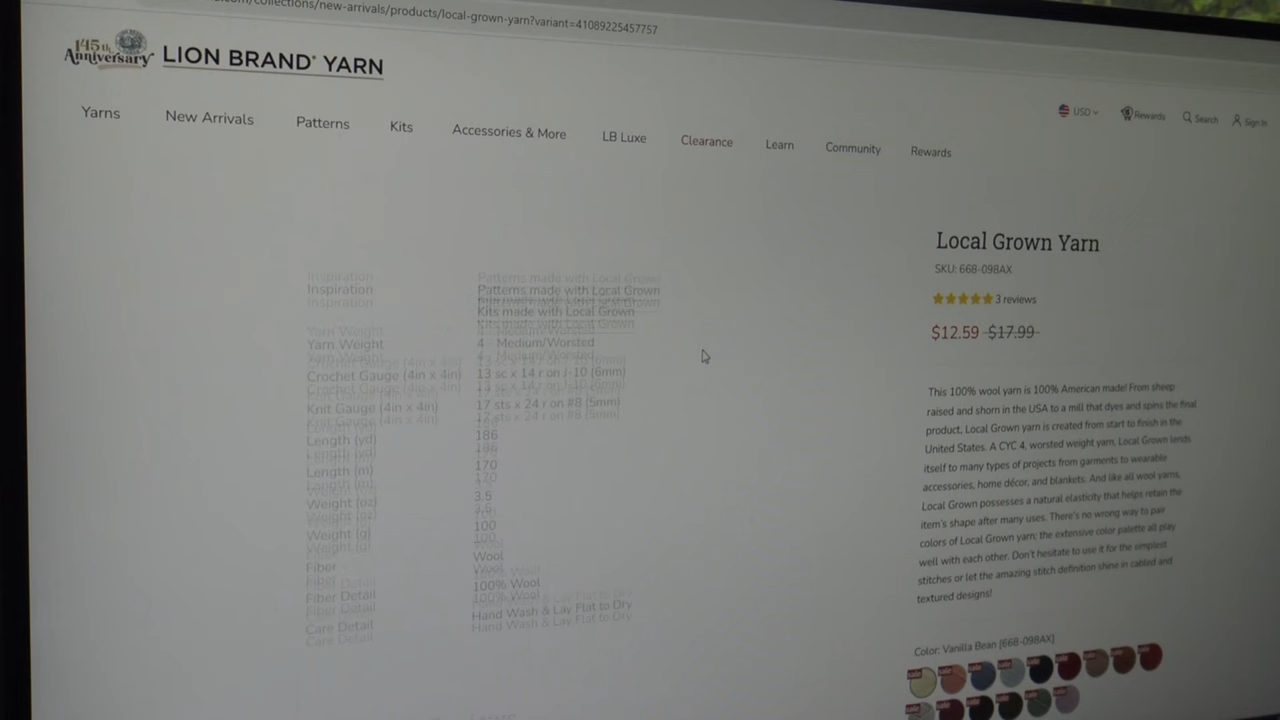 .com/collections/new-arrivals/products/local-grown-yarn?variant=41089225457757
145th Anniversary
LION BRAND® YARN
USD
Rewards
Search
Sign In
Yarns
New Arrivals
Patterns
Kits
Accessories & More
LB Luxe
Clearance
Learn
Community
Rewards
Inspiration
Patterns made with Local Grown
Kits made with Local Grown
Yarn Weight
4 - Medium/Worsted
Crochet Gauge (4in x 4in)
13 sc x 14 r on J-10 (6mm)
Knit Gauge (4in x 4in)
17 sts x 24 r on #8 (5mm)
Length (yd)
186
Length (m)
170
Weight (oz)
3.5
Weight (g)
100
Fiber
Wool
Fiber Detail
100% Wool
Care Detail
Hand Wash & Lay Flat to Dry
Local Grown Yarn
SKU: 668-098AX
3 reviews
$12.59 $17.99
This 100% wool yarn is 100% American made! From sheep
raised and shorn in the USA to a mill that dyes and spins the final
product, Local Grown yarn is created from start to finish in the
United States. A CYC 4, worsted weight yarn, Local Grown lends
itself to many types of projects from garments to wearable
accessories, home décor, and blankets. And like all wool yarns,
Local Grown possesses a natural elasticity that helps retain the
item's shape after many uses. There's no wrong way to pair
colors of Local Grown yarn; the extensive color palette all play
well with each other. Don't hesitate to use it for the simplest
stitches or let the amazing stitch definition shine in cabled and
textured designs!
Color: Vanilla Bean [668-098AX]